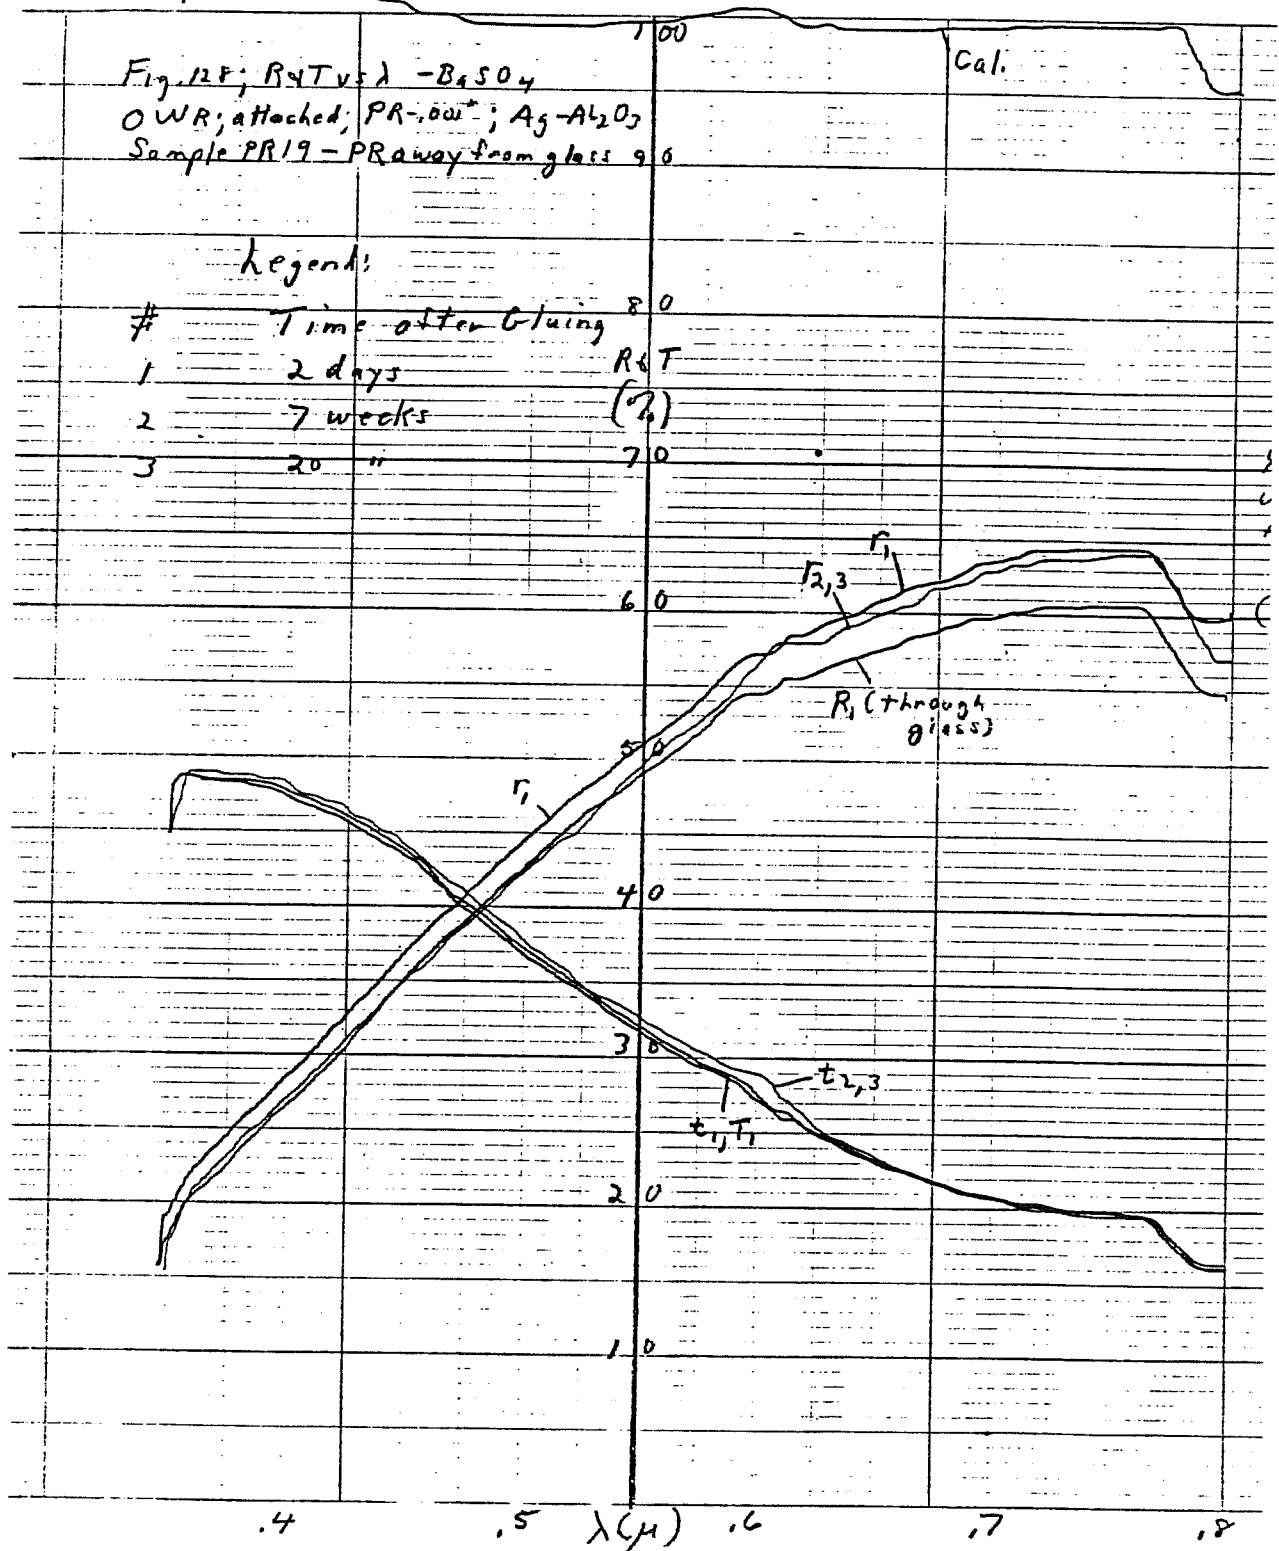 100
Cal.
Fig. 128; R&T vs λ - BaSO4
OWR; attached; PR-.001"; Ag-Al2O3
Sample PR19 - PR away from glass
90
Legend:
# Time after Gluing
80
1 2 days
R&T
2 7 weeks
(%)
3 20 "
70
r1
r2,3
60
R1 (through
glass)
50
r1
40
30
t2,3
t1, T1
20
10
.4 .5 λ(μ) .6 .7 .8